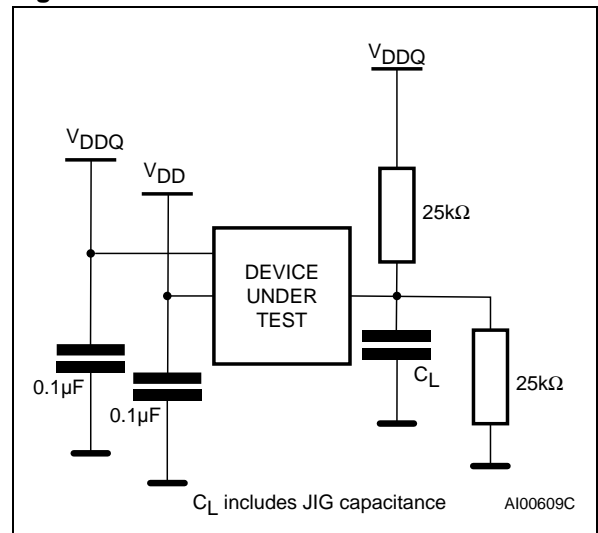 VDDQ
VDDQ
VDD
25kΩ
DEVICE
UNDER
TEST
0.1µF
0.1µF
CL
25kΩ
CL includes JIG capacitance
AI00609C